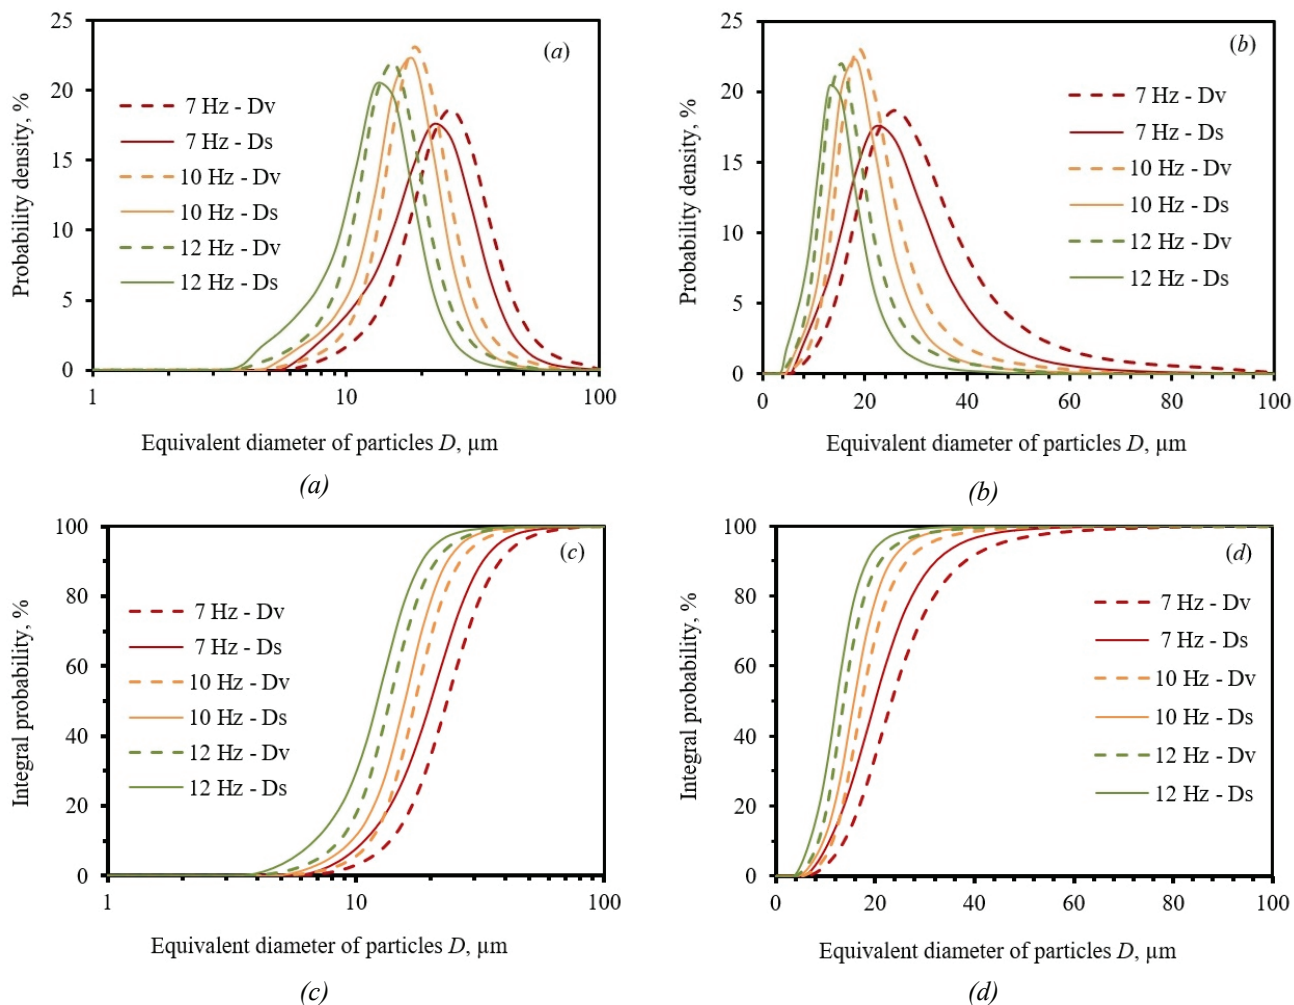 25
20
15
10
5
0
Probability density, %
(a)
7 Hz - Dv
7 Hz - Ds
10 Hz - Dv
10 Hz - Ds
12 Hz - Dv
12 Hz - Ds
1 10 100
Equivalent diameter of particles D, µm
(a)
25
20
15
10
5
0
Probability density, %
(b)
7 Hz - Dv
7 Hz - Ds
10 Hz - Dv
10 Hz - Ds
12 Hz - Dv
12 Hz - Ds
0 20 40 60 80 100
Equivalent diameter of particles D, µm
(b)
100
80
60
40
20
0
Integral probability, %
(c)
7 Hz - Dv
7 Hz - Ds
10 Hz - Dv
10 Hz - Ds
12 Hz - Dv
12 Hz - Ds
1 10 100
Equivalent diameter of particles D, µm
(c)
100
80
60
40
20
0
Integral probability, %
(d)
7 Hz - Dv
7 Hz - Ds
10 Hz - Dv
10 Hz - Ds
12 Hz - Dv
12 Hz - Ds
0 20 40 60 80 100
Equivalent diameter of particles D, µm
(d)